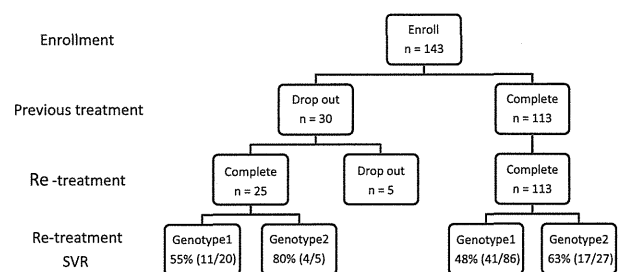 Enrollment
Enroll
n = 143
Previous treatment
Drop out
n = 30
Complete
n = 113
Re -treatment
Complete
n = 25
Drop out
n = 5
Complete
n = 113
Re-treatment
SVR
Genotype1
55% (11/20)
Genotype2
80% (4/5)
Genotype1
48% (41/86)
Genotype2
63% (17/27)